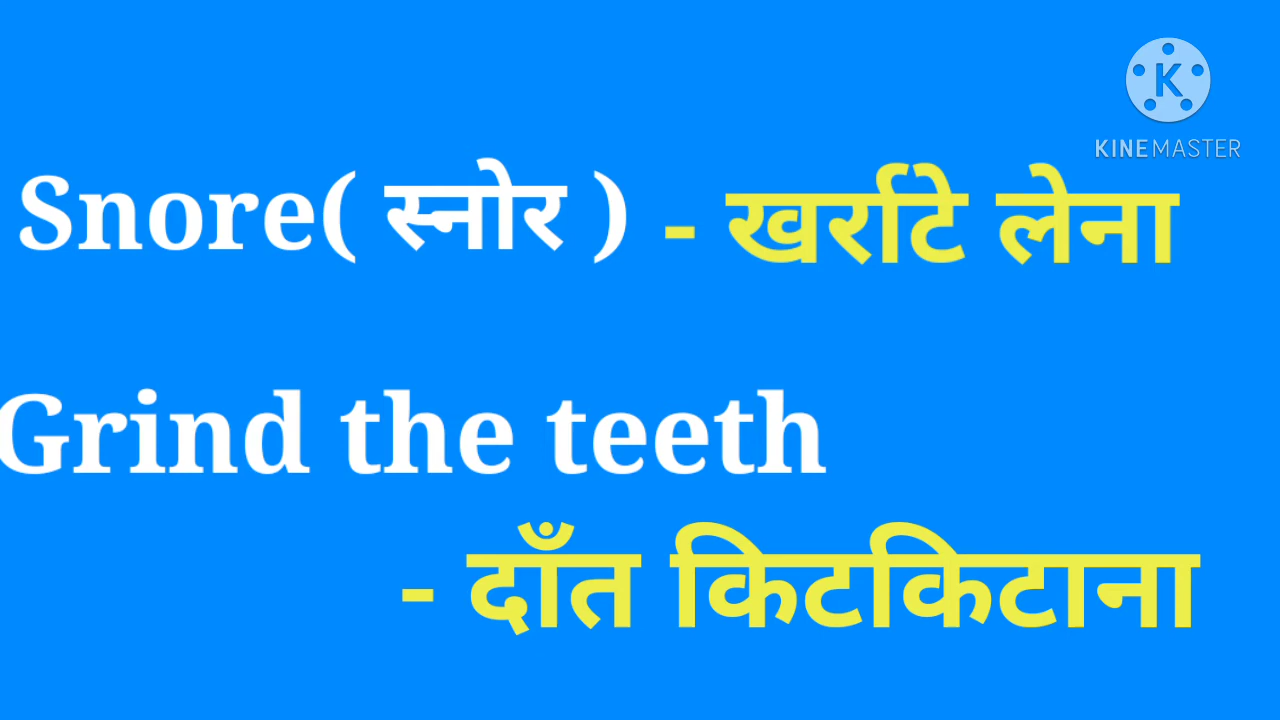 K
KINEMASTER
Snore( स्नोर ) - खर्राटे लेना
Grind the teeth
- दाँत किटकिटाना